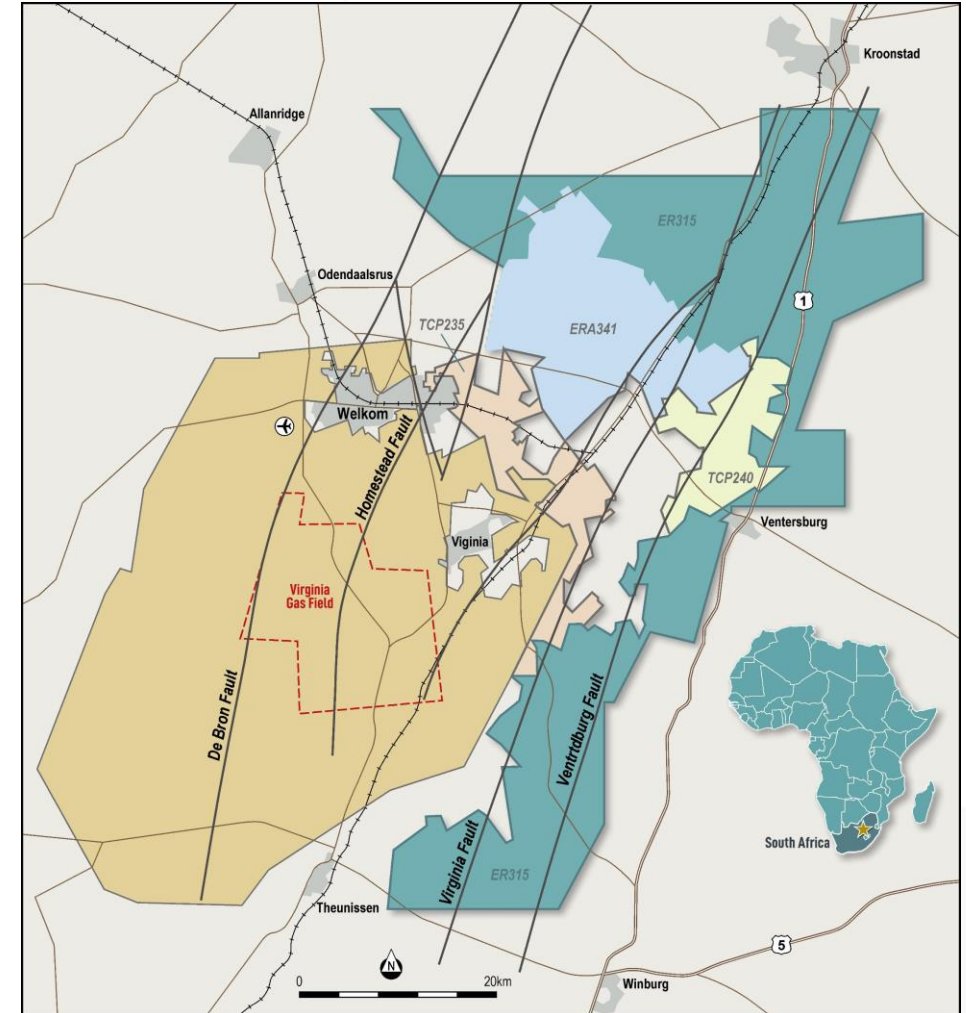 Kroonstad
Allanridge
ER315
Odendaalsrus
1
TCP235
ERA341
Welkom
Homestead Fault
TCP240
Ventersburg
Viginia
Virginia
Gas Field
De Bron Fault
Ventrtdburg Fault
Virginia Fault
South Africa
ER315
Theunissen
5
N
0
20km
Winburg